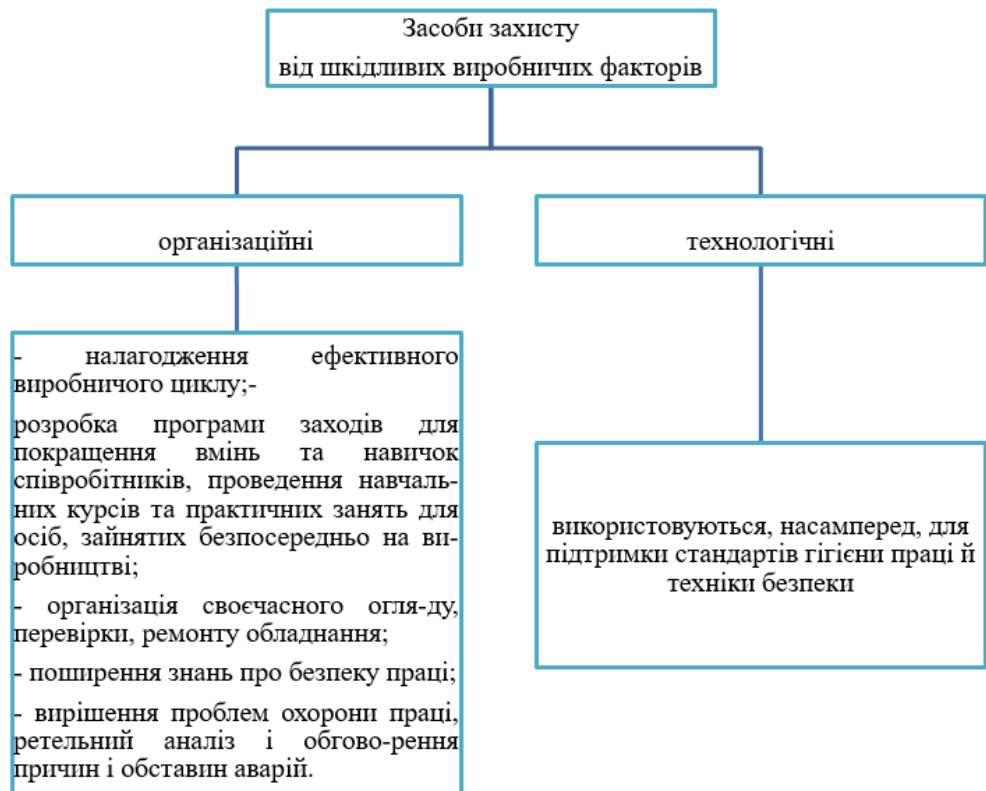 Засоби захисту
від шкідливих виробничих факторів
організаційні
технологічні
- налагодження ефективного
виробничого циклу;-
розробка програми заходів для
покращення вмінь та навичок
співробітників, проведення навчаль-
них курсів та практичних занять для
осіб, зайнятих безпосередньо на ви-
робництві;
- організація своєчасного огля-ду,
перевірки, ремонту обладнання;
- поширення знань про безпеку праці;
- вирішення проблем охорони праці,
ретельний аналіз і обгово-рення
причин і обставин аварій.
використовуються, насамперед, для
підтримки стандартів гігієни праці й
техніки безпеки